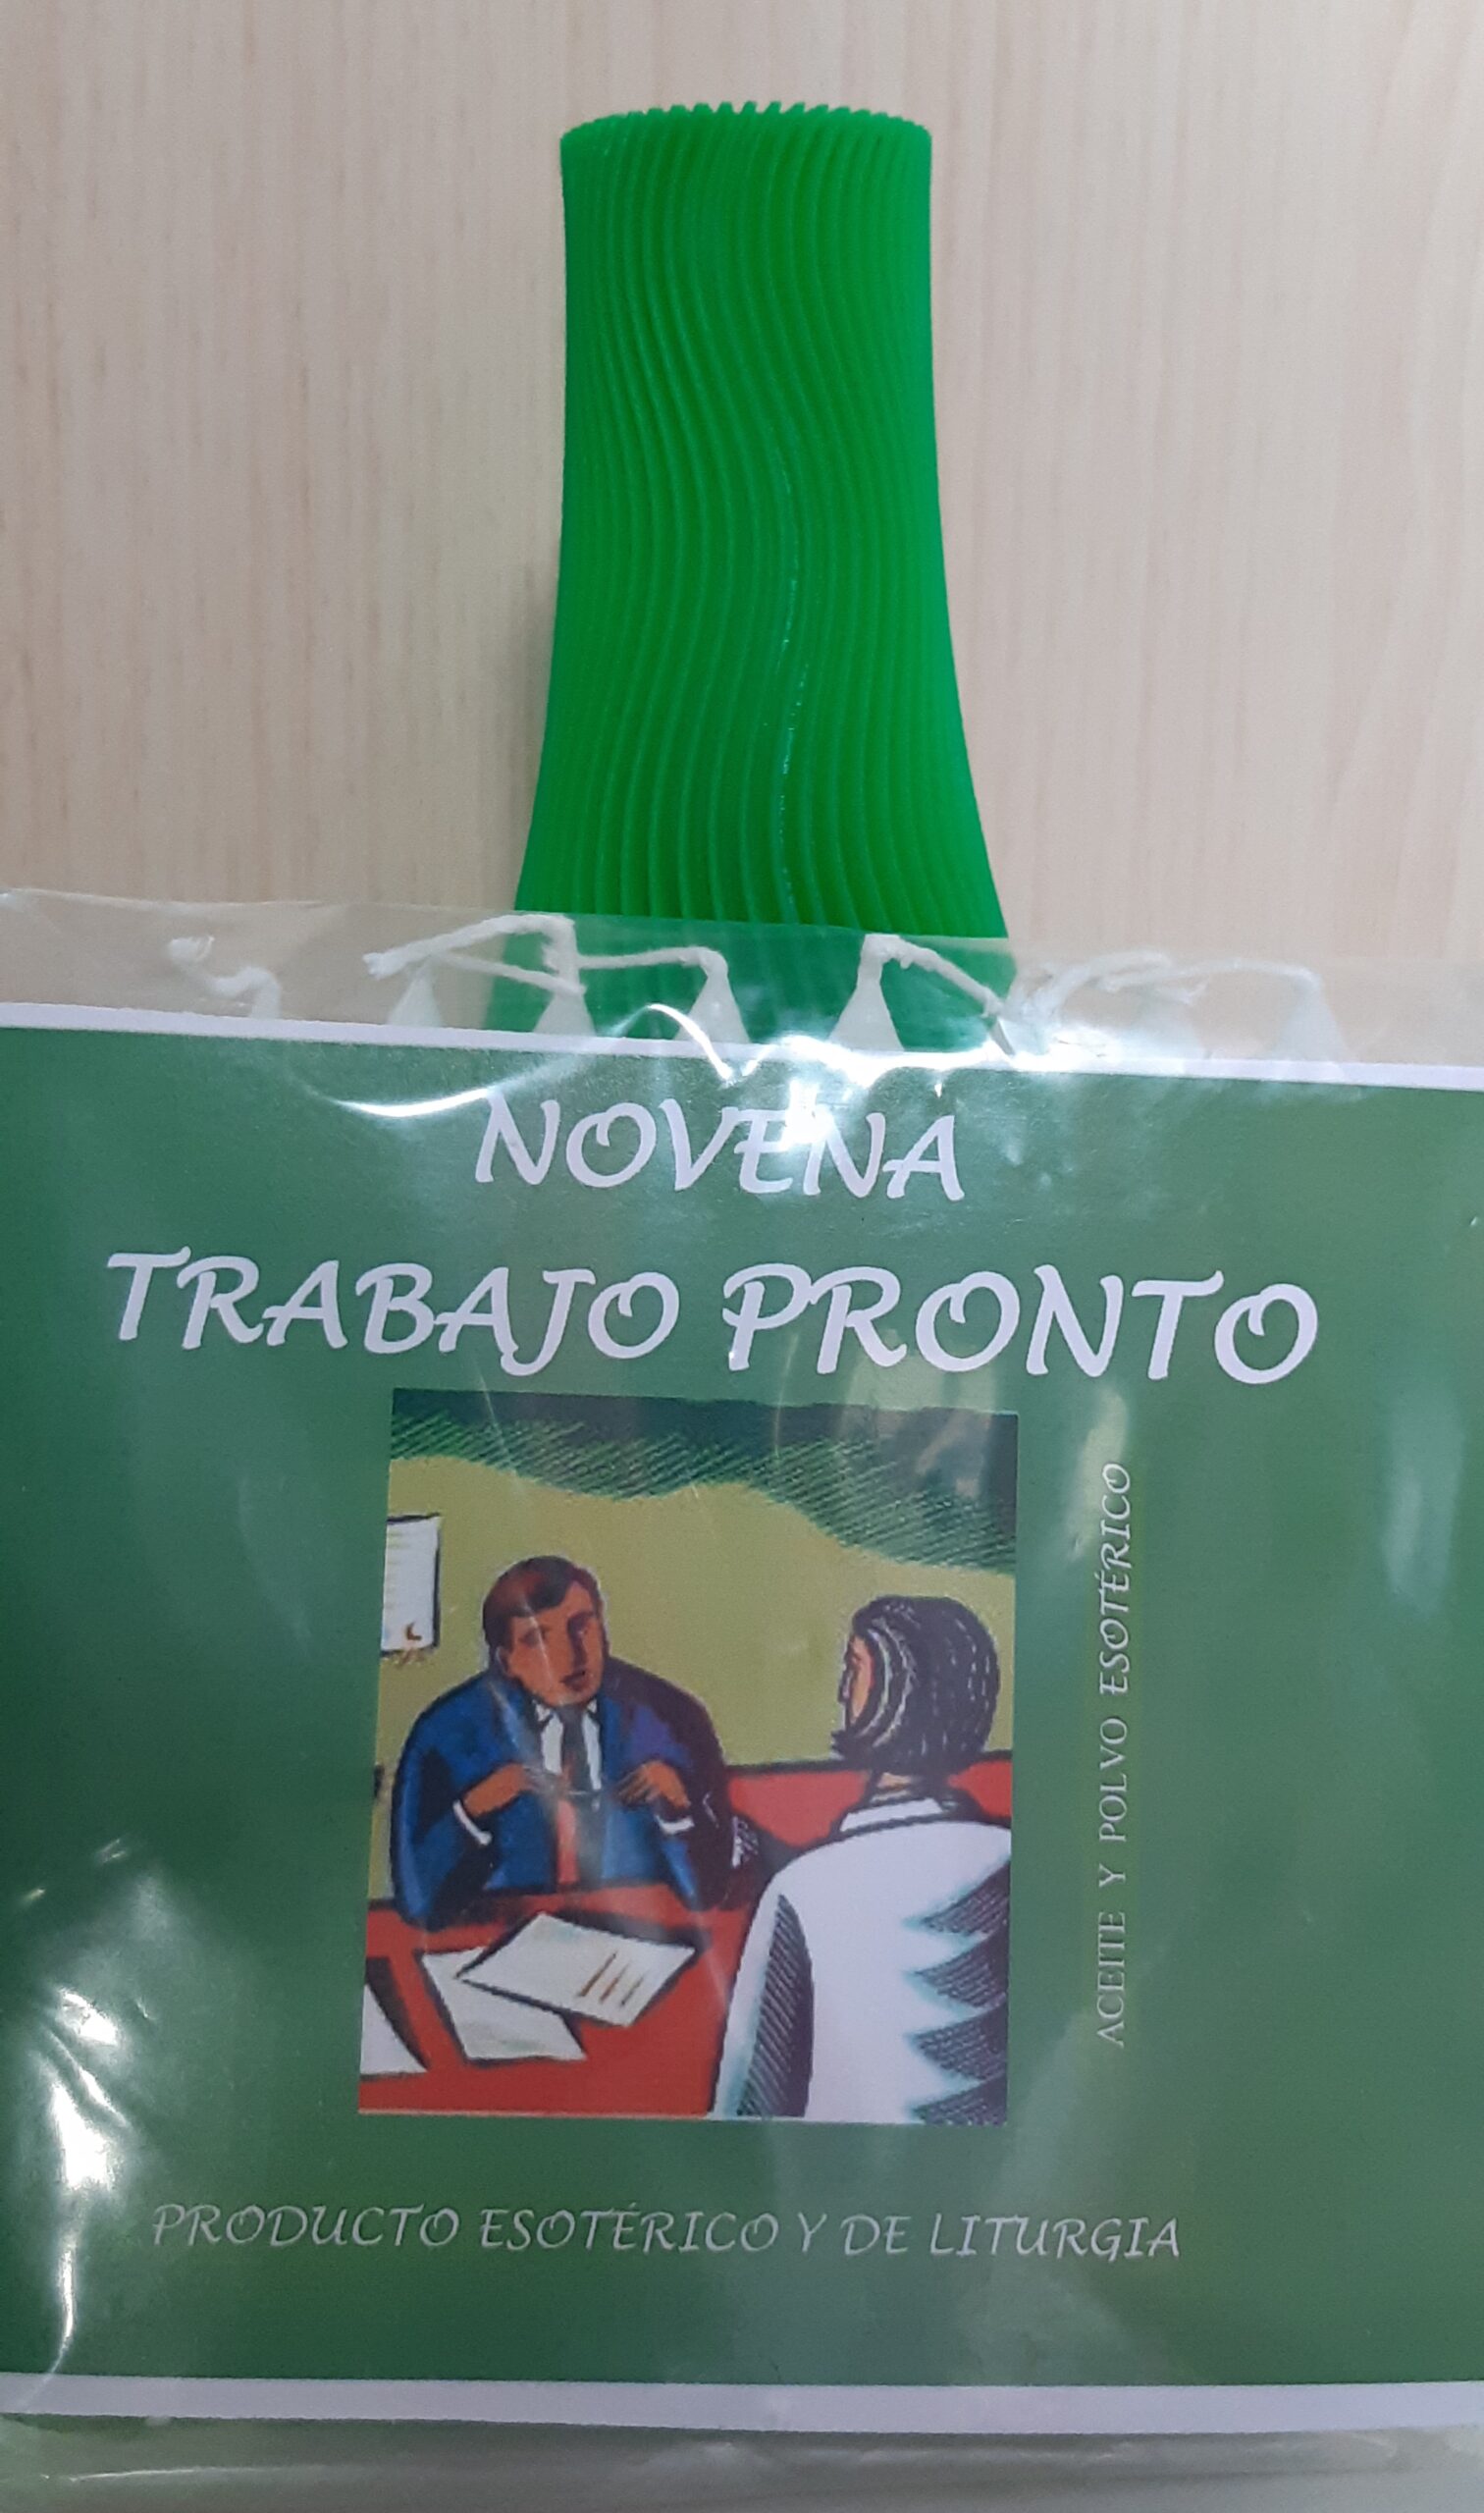 NOVENA
TRABAJO PRONTO
ACEITE Y POLVO ESOTÉRICO
PRODUCTO ESOTÉRICO Y DE LITURGIA